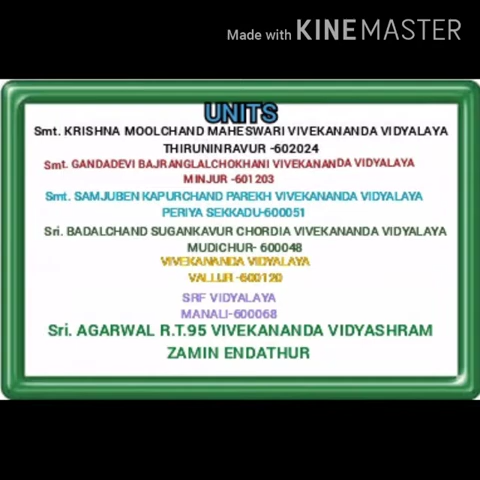 Made with KINEMASTER
UNITS
Smt. KRISHNA MOOLCHAND MAHESWARI VIVEKANANDA VIDYALAYA
THIRUNINRAVUR -602024
Smt. GANDADEVI BAJRANGLALCHOKHANI VIVEKANANDA VIDYALAYA
MINJUR -601203
Smt. SAMJUBEN KAPURCHAND PAREKH VIVEKANANDA VIDYALAYA
PERIYA SEKKADU-600051
Sri. BADALCHAND SUGANKAVUR CHORDIA VIVEKANANDA VIDYALAYA
MUDICHUR- 600048
VIVEKANANDA VIDYALAYA
VALLUR -600120
SRF VIDYALAYA
MANALI-600068
Sri. AGARWAL R.T.95 VIVEKANANDA VIDYASHRAM
ZAMIN ENDATHUR